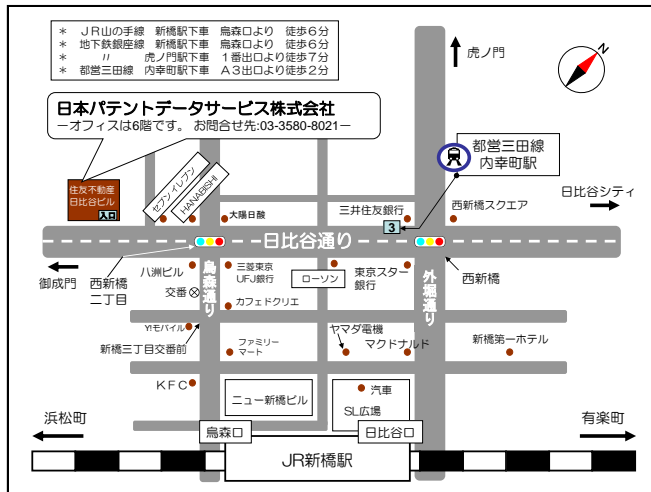 * JR山の手線 新橋駅下車 烏森口より 徒歩6分
* 地下鉄銀座線 新橋駅下車 烏森口より 徒歩6分
* 〃 虎ノ門駅下車 1番出口より徒歩7分
* 都営三田線 内幸町駅下車 A3出口より徒歩2分
虎ノ門
N
日本パテントデータサービス株式会社
-オフィスは6階です。 お問合せ先:03-3580-8021-
都営三田線
内幸町駅
住友不動産
日比谷ビル
入口
セブンイレブン
HANABISHI
大陽日酸
三井住友銀行
3
西新橋スクエア
日比谷シティ
日比谷通り
御成門
西新橋
二丁目
八洲ビル
交番
烏森通り
三菱東京
UFJ銀行
カフェドクリエ
ローソン
東京スター
銀行
外堀通り
西新橋
Y!モバイル
新橋三丁目交番前
ファミリー
マート
ヤマダ電機
マクドナルド
新橋第一ホテル
KFC
ニュー新橋ビル
汽車
SL広場
浜松町
烏森口
日比谷口
有楽町
JR新橋駅